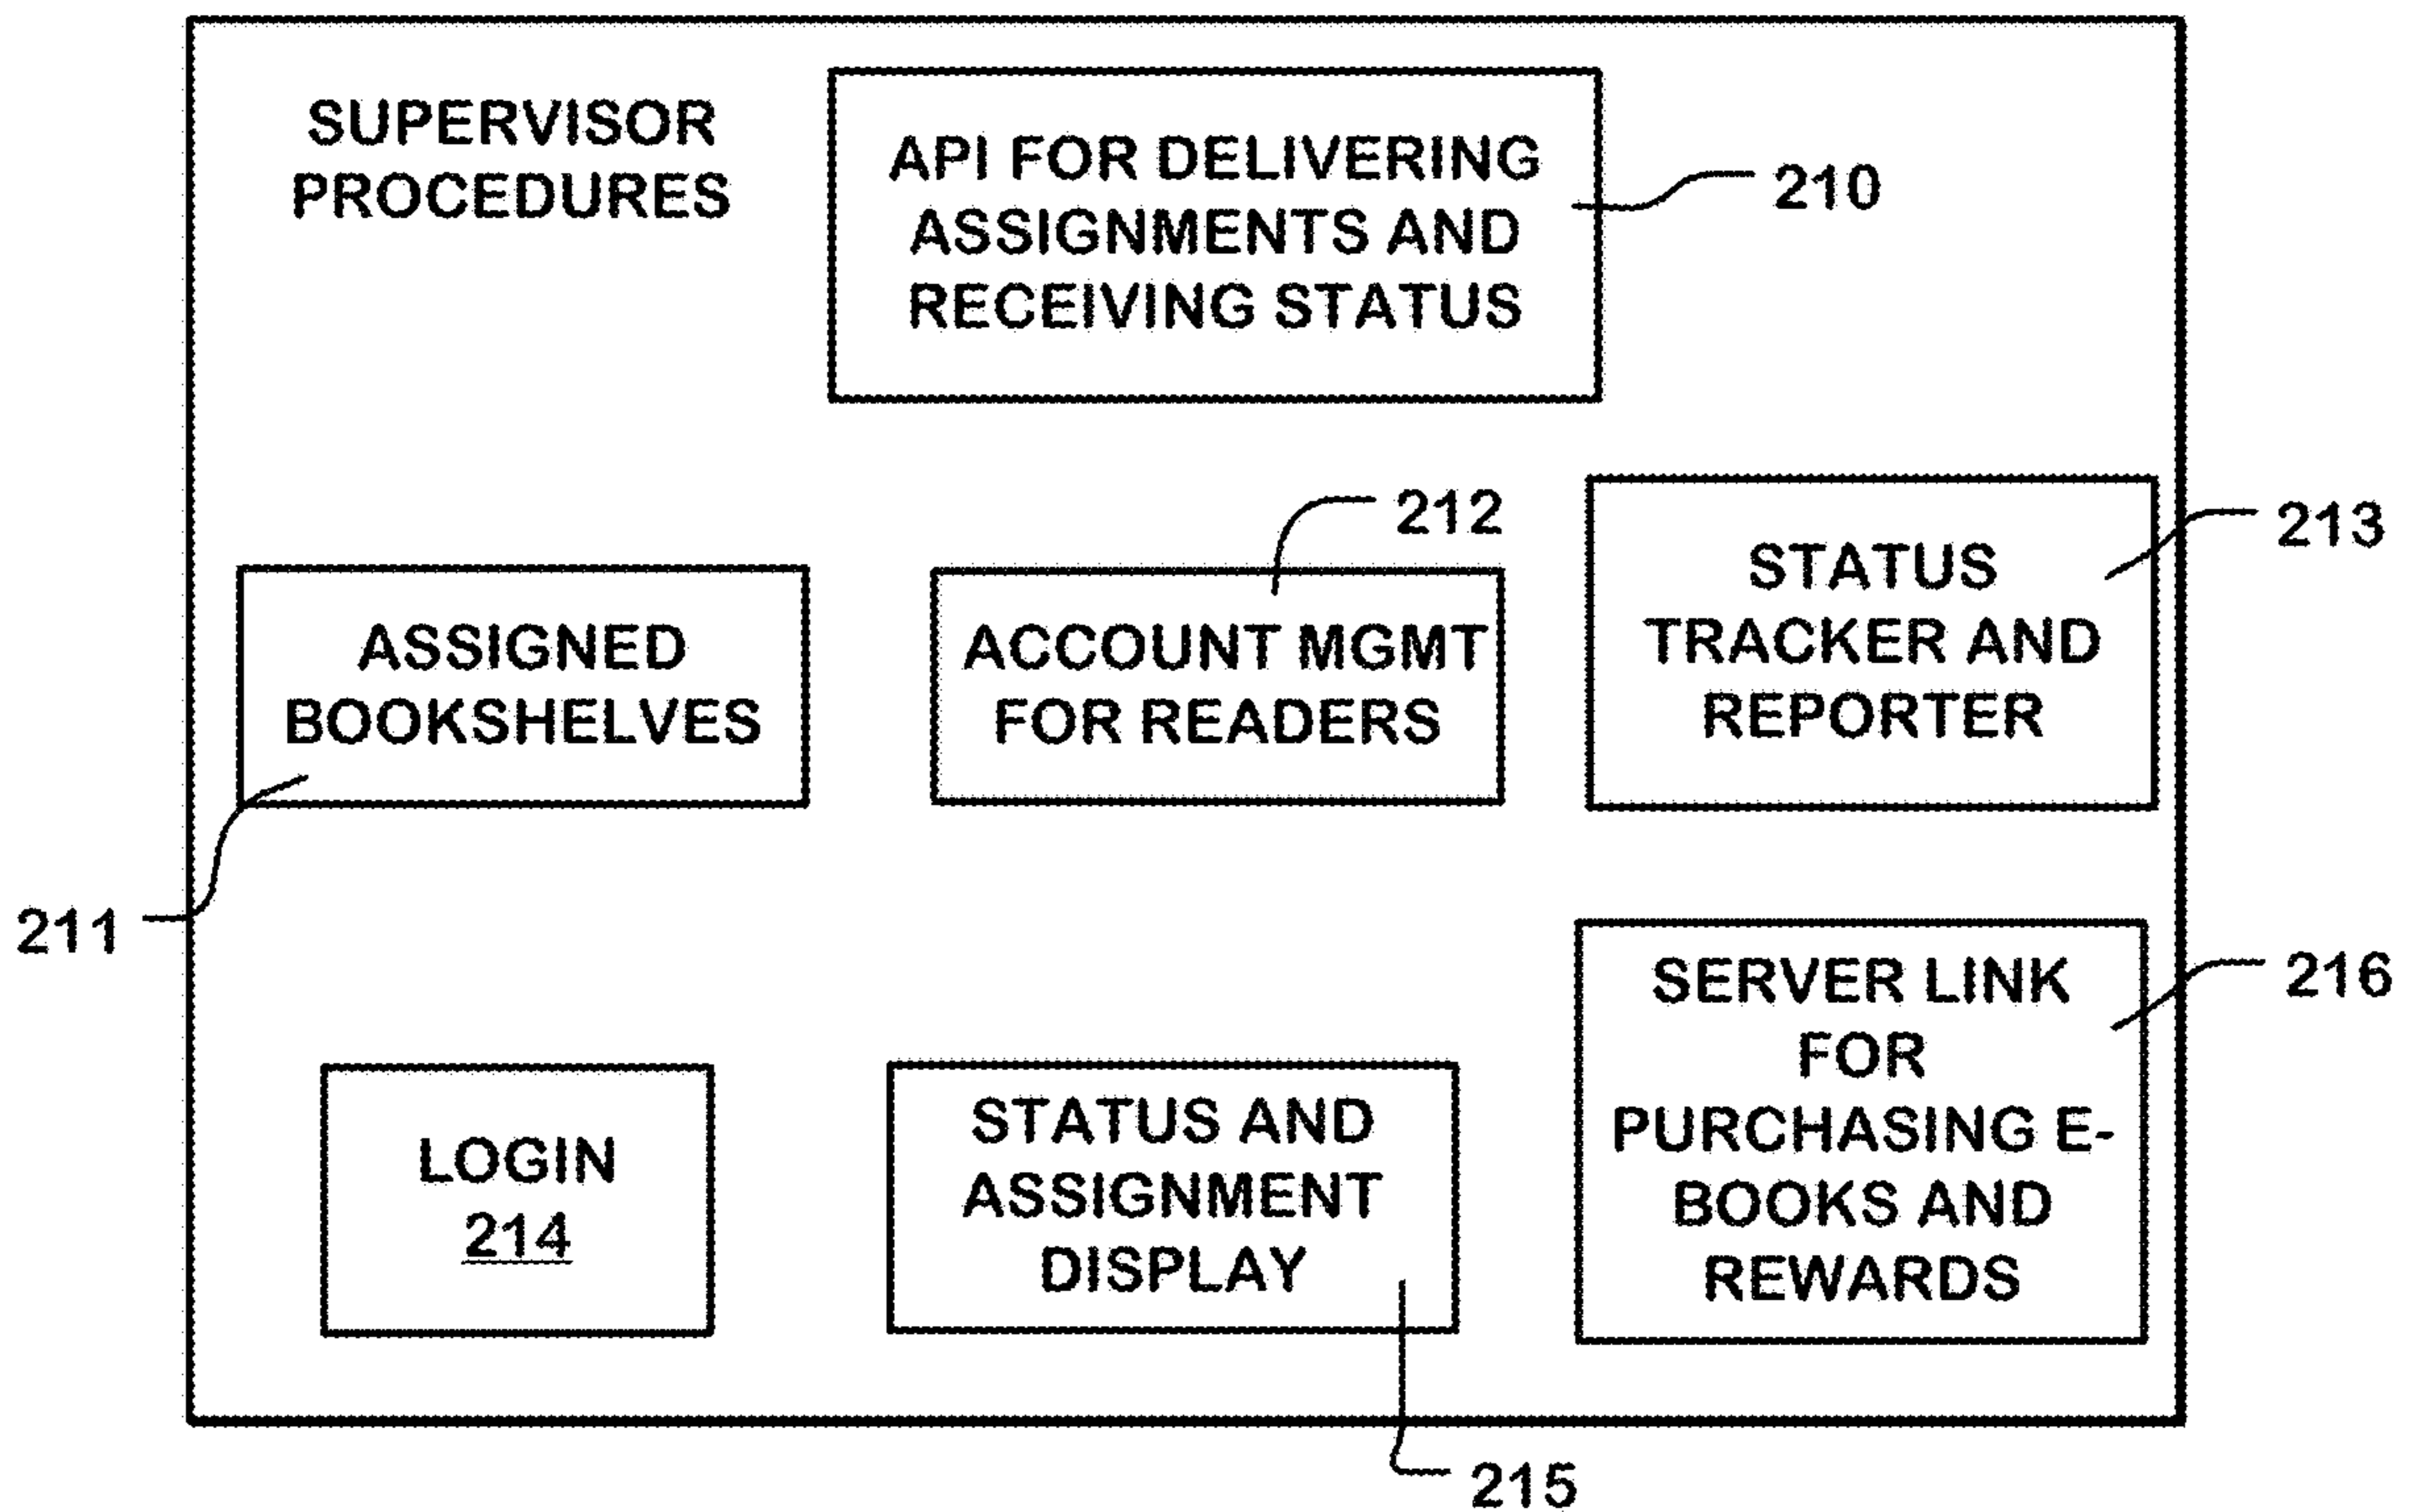 SUPERVISOR
PROCEDURES
API FOR DELIVERING
ASSIGNMENTS AND
RECEIVING STATUS
210
212
213
ASSIGNED
BOOKSHELVES
ACCOUNT MGMT
FOR READERS
STATUS
TRACKER AND
REPORTER
211
216
LOGIN
214
STATUS AND
ASSIGNMENT
DISPLAY
SERVER LINK
FOR
PURCHASING E-
BOOKS AND
REWARDS
215